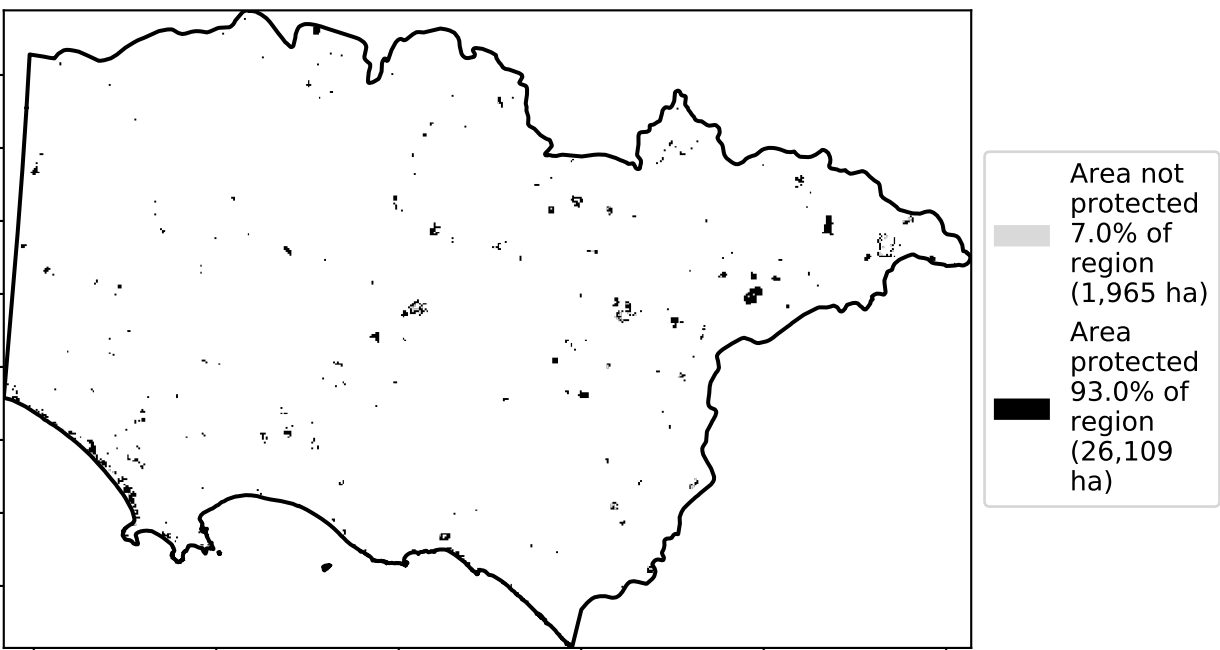 Area not
protected
7.0% of
region
(1,965 ha)
Area
protected
93.0% of
region
(26,109
ha)